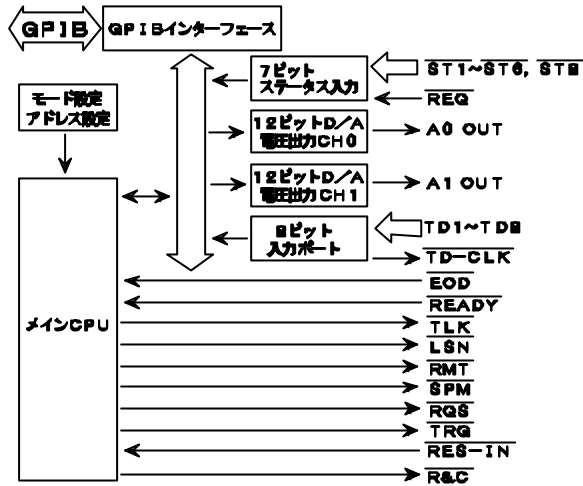 GPIB
GPIBインターフェース
7ビット
ステータス入力
ST1~ST6, ST8
REQ
モード設定
アドレス設定
12ビットD/A
電圧出力CH0
A0 OUT
12ビットD/A
電圧出力CH1
A1 OUT
8ビット
入力ポート
TD1~TD8
TD-CLK
メインCPU
EOD
READY
TLK
LSN
RMT
SPM
RQS
TRG
RES-IN
R&C